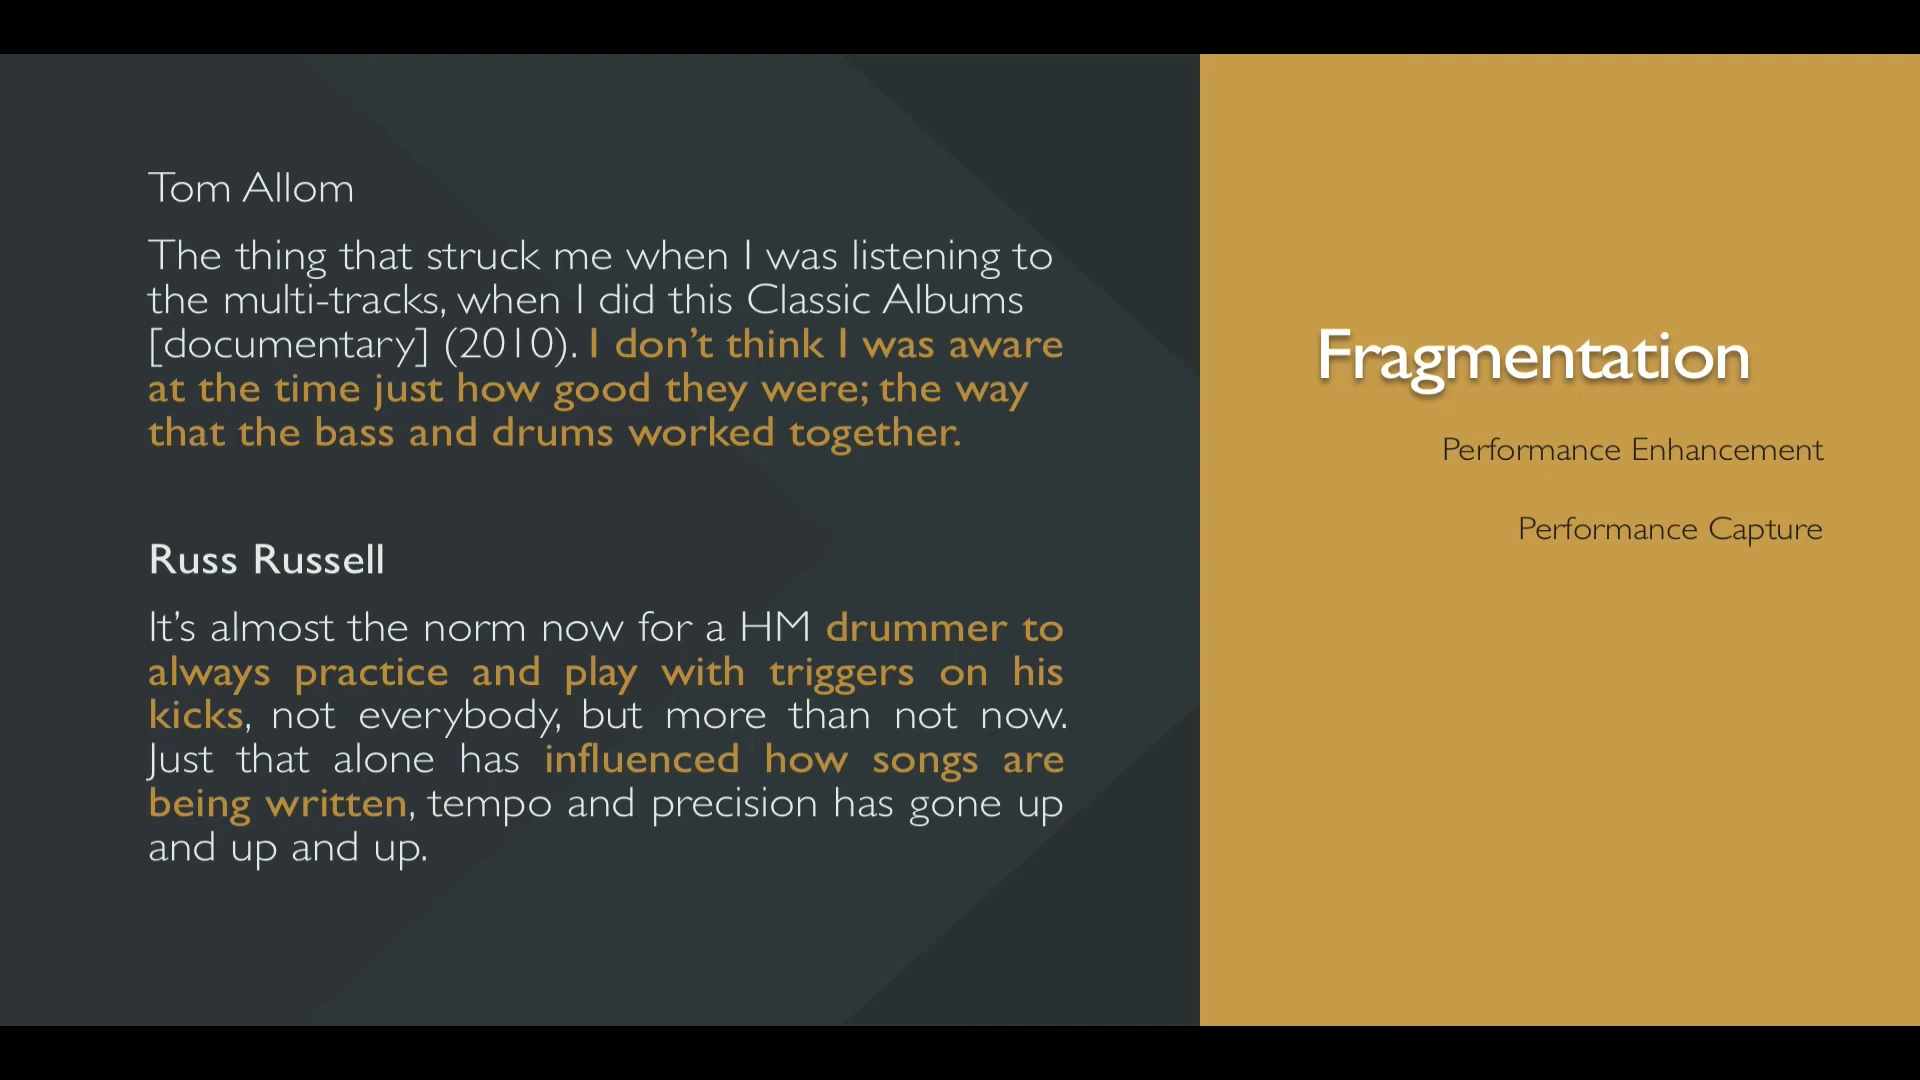 Tom Allom
The thing that struck me when I was listening to
the multi-tracks, when I did this Classic Albums
[documentary] (2010). I don’t think I was aware
at the time just how good they were; the way
that the bass and drums worked together.
Russ Russell
It’s almost the norm now for a HM drummer to
always practice and play with triggers on his
kicks, not everybody, but more than not now.
Just that alone has influenced how songs are
being written, tempo and precision has gone up
and up and up.
Fragmentation
Performance Enhancement
Performance Capture